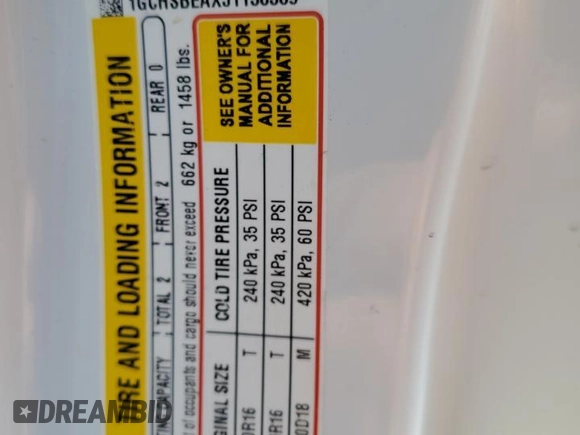 TIRE AND LOADING INFORMATION
CAPACITY TOTAL 2 FRONT 2 REAR 0
of occupants and cargo should never exceed 662 kg or 1458 lbs.
SIZE COLD TIRE PRESSURE
R16 T 240 kPa, 35 PSI
R16 T 240 kPa, 35 PSI
0D18 M 420 kPa, 60 PSI
SEE OWNER'S
MANUAL FOR
ADDITIONAL
INFORMATION
DREAMBID